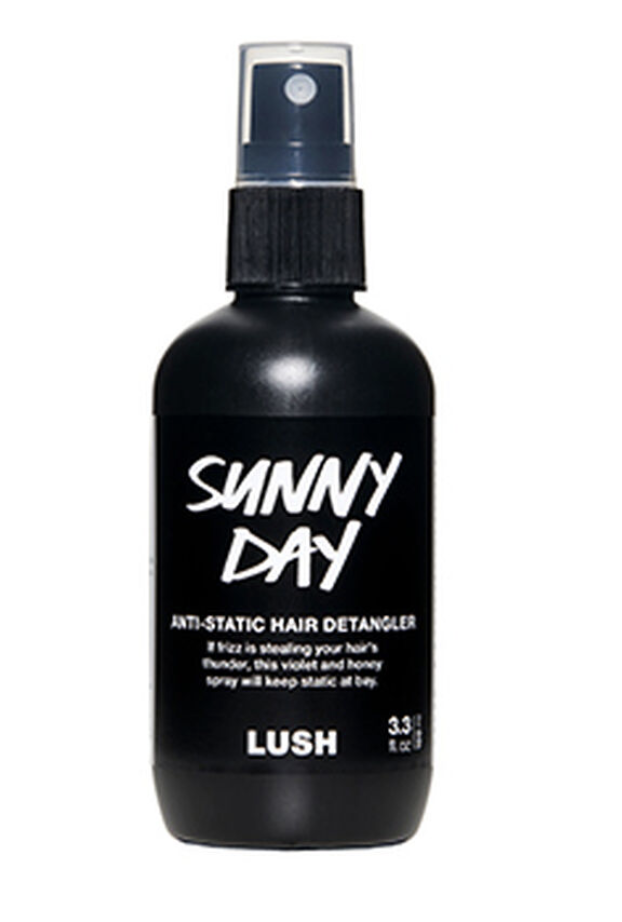 SUNNY
DAY
ANTI-STATIC HAIR DETANGLER
If frizz is stealing your hair's
thunder, this violet and honey
spray will keep static at bay.
LUSH
3.3
fl oz